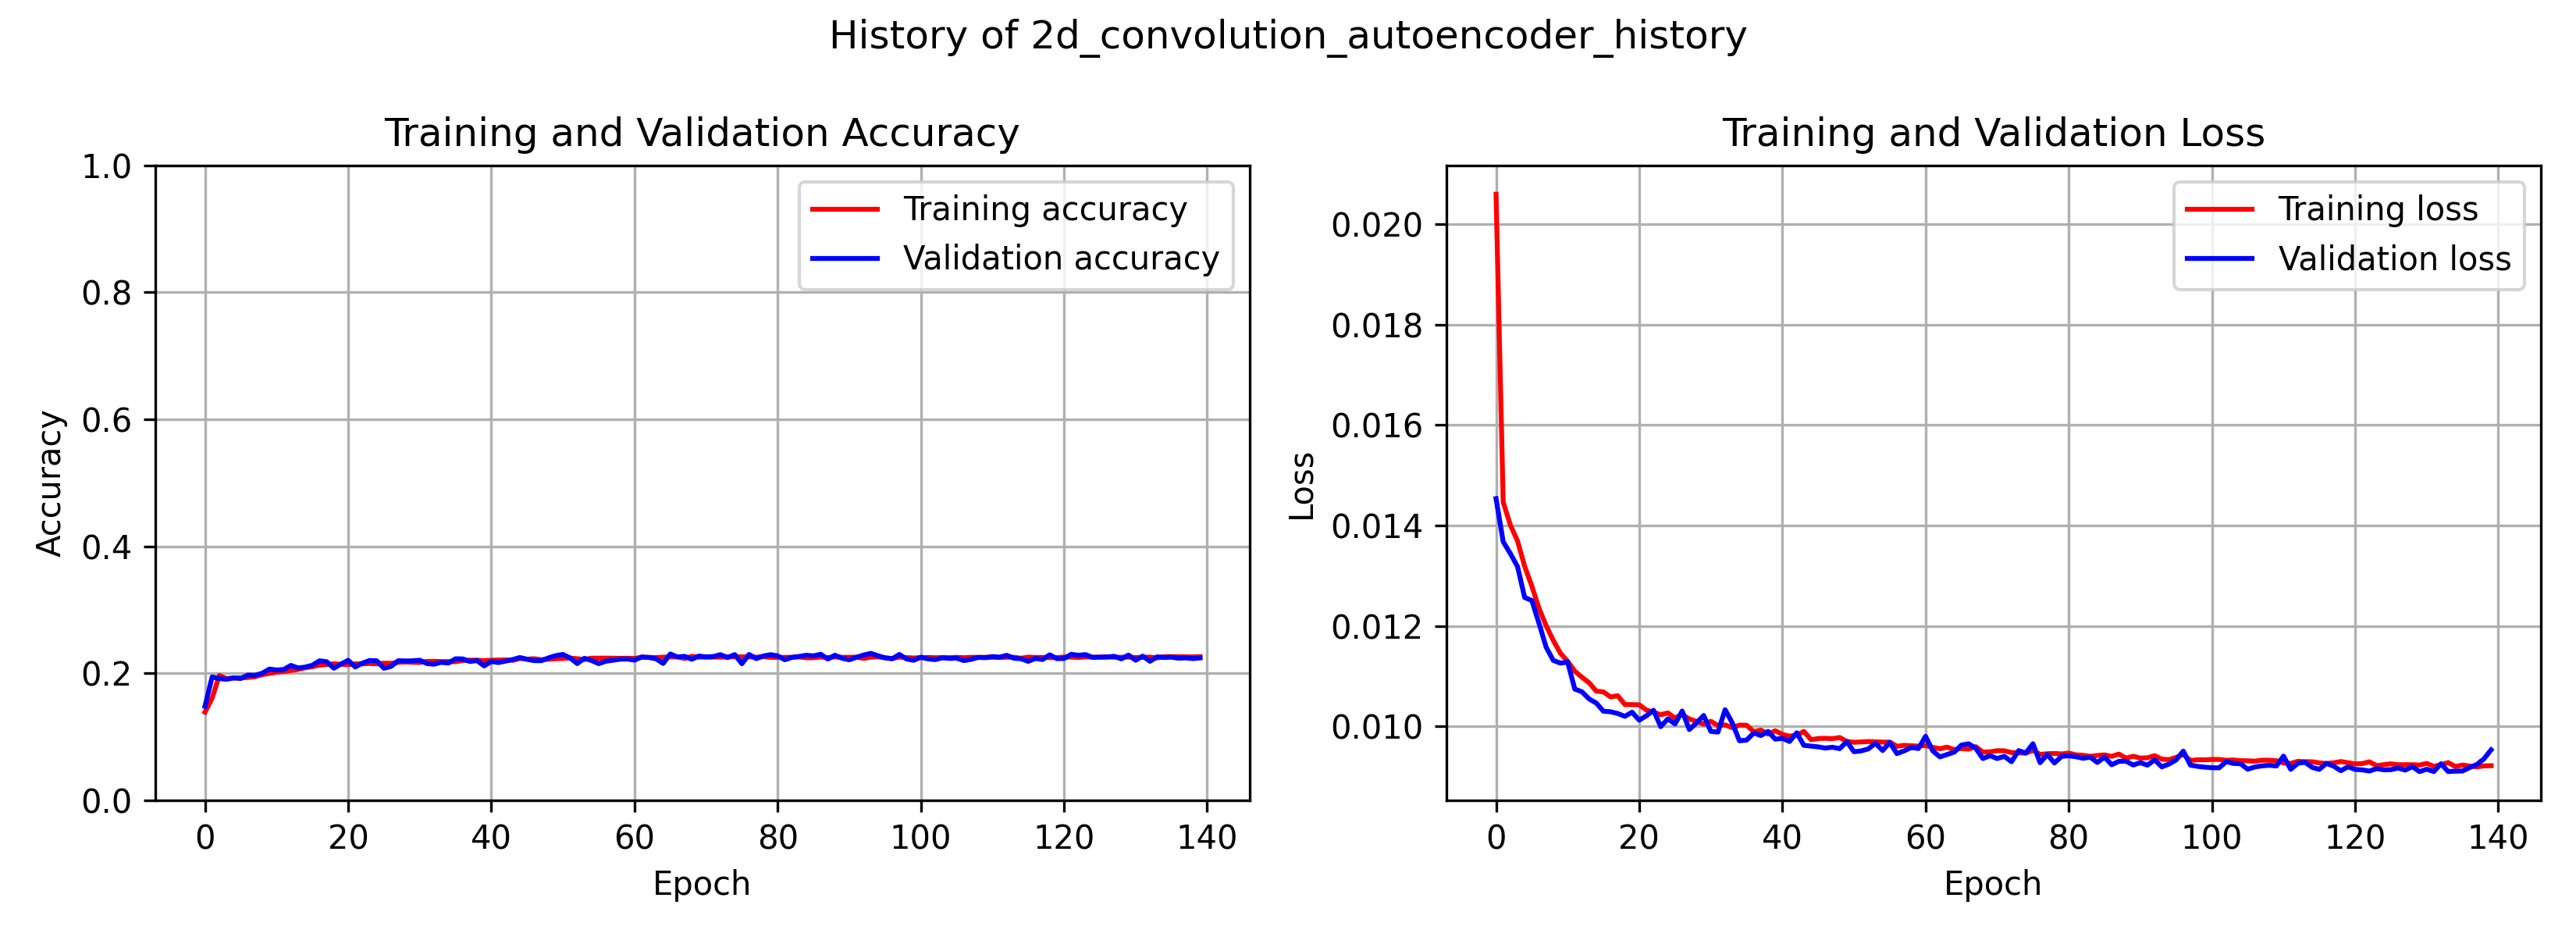 History of 2d_convolution_autoencoder_history
Training and Validation Accuracy
1.0
0.8
0.6
0.4
0.2
0.0
Accuracy
Training accuracy
Validation accuracy
0 20 40 60 80 100 120 140
Epoch
Training and Validation Loss
0.020
0.018
0.016
0.014
0.012
0.010
Loss
Training loss
Validation loss
0 20 40 60 80 100 120 140
Epoch